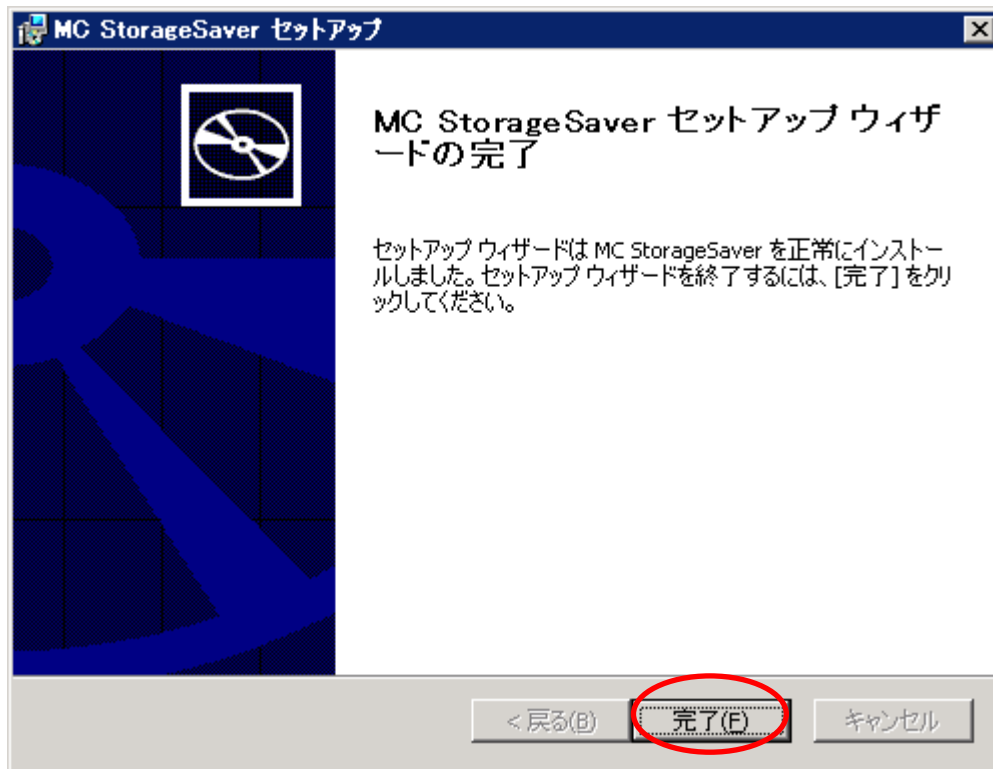 MC StorageSaver セットアップ
MC StorageSaver セットアップ ウィザ
ードの完了
セットアップ ウィザードは MC StorageSaver を正常にインストー
ルしました。セットアップ ウィザードを終了するには、[完了] をクリ
ックしてください。
< 戻る(B) 完了(F) キャンセル